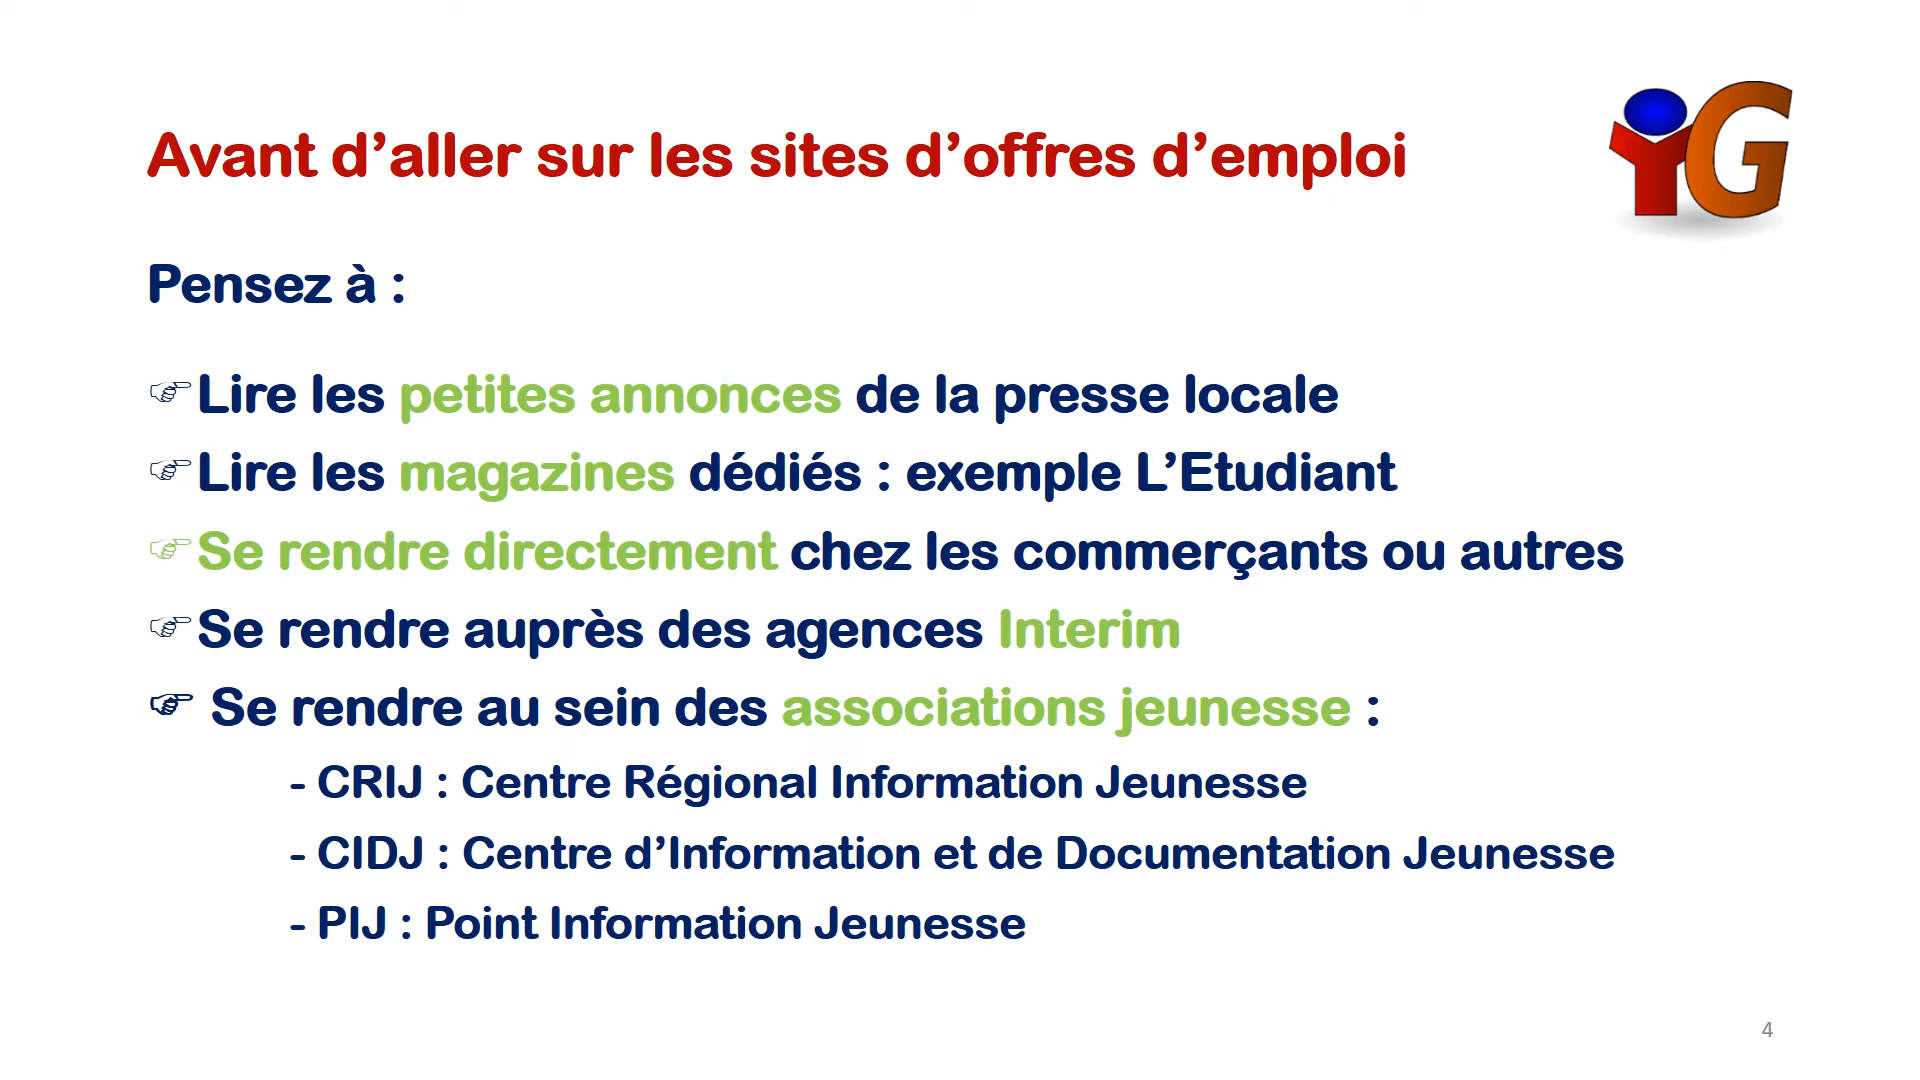 Avant d’aller sur les sites d’offres d’emploi
iG
Pensez à :
☞Lire les petites annonces de la presse locale
☞Lire les magazines dédiés : exemple L’Etudiant
☞Se rendre directement chez les commerçants ou autres
☞Se rendre auprès des agences Interim
☞ Se rendre au sein des associations jeunesse :
- CRIJ : Centre Régional Information Jeunesse
- CIDJ : Centre d’Information et de Documentation Jeunesse
- PIJ : Point Information Jeunesse
4